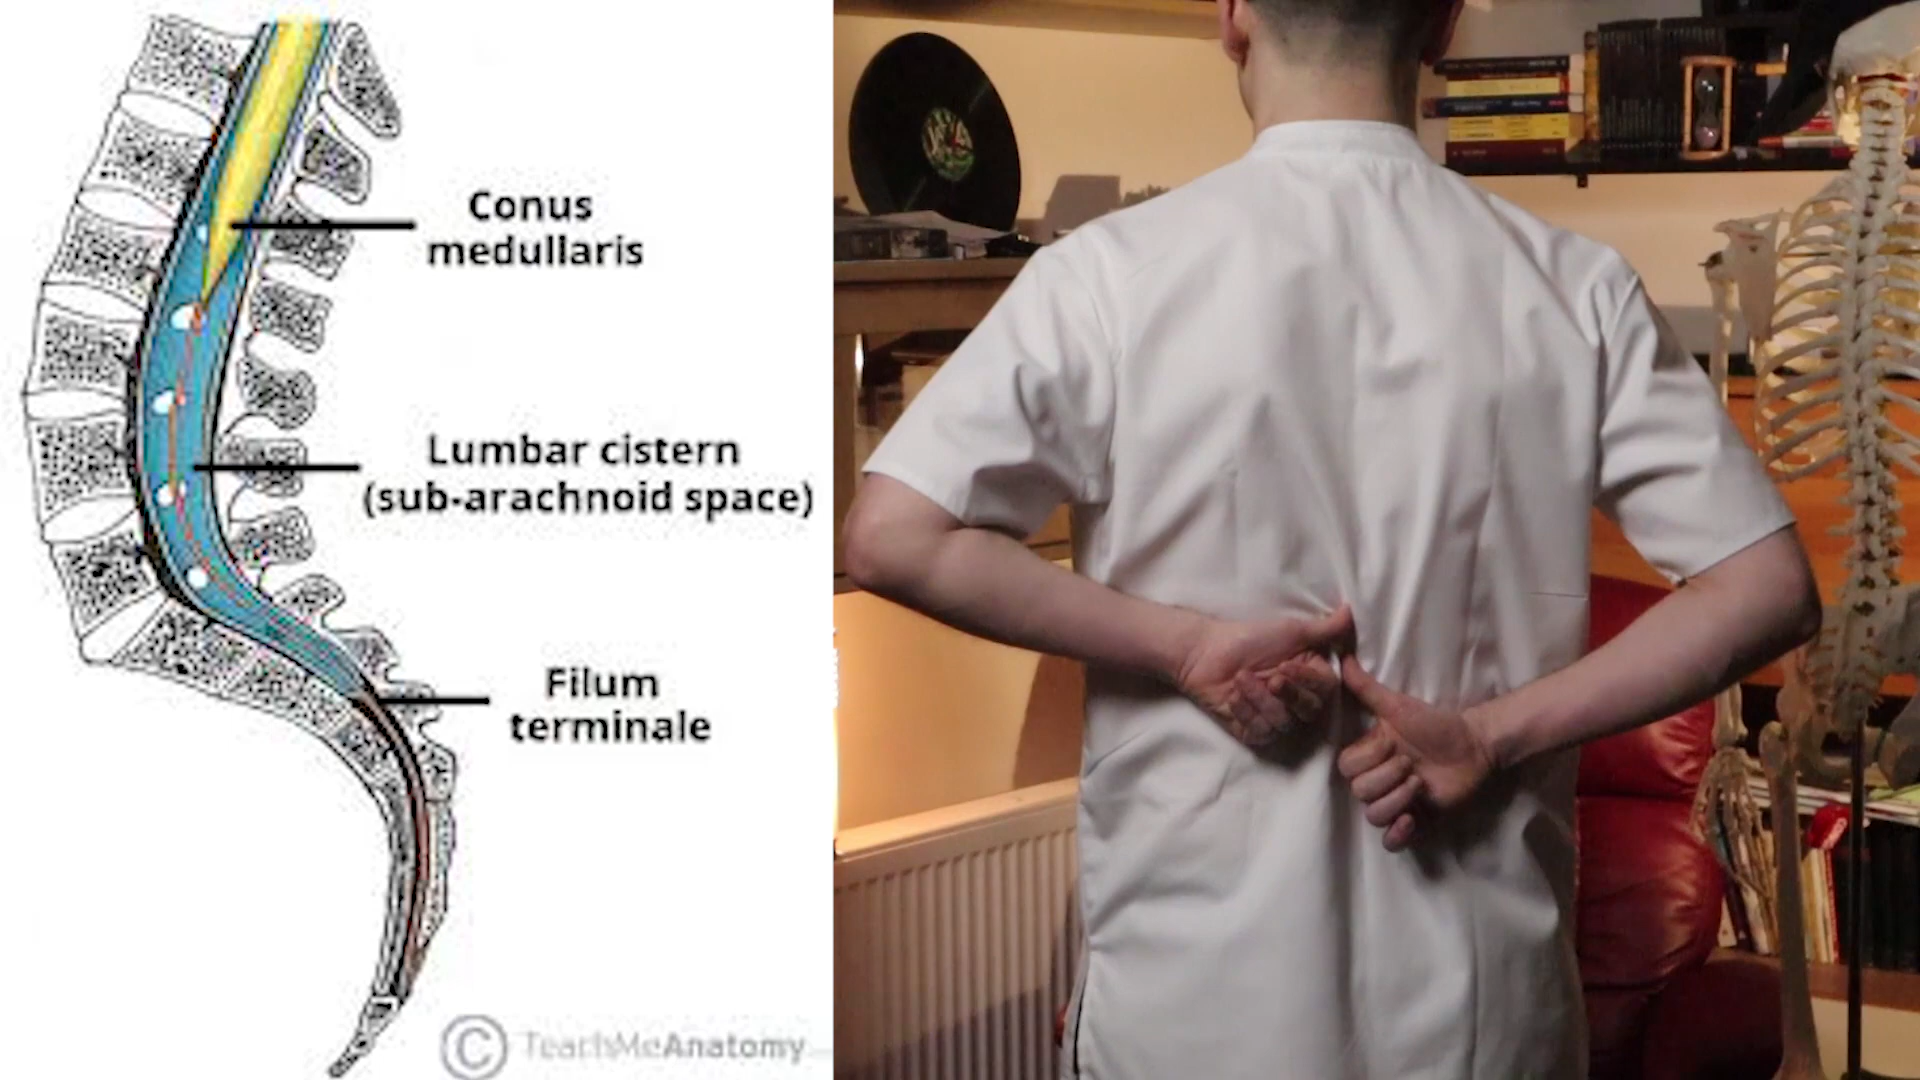 Conus
medullaris
Lumbar cistern
(sub-arachnoid space)
Filum
terminale
© TeachMeAnatomy